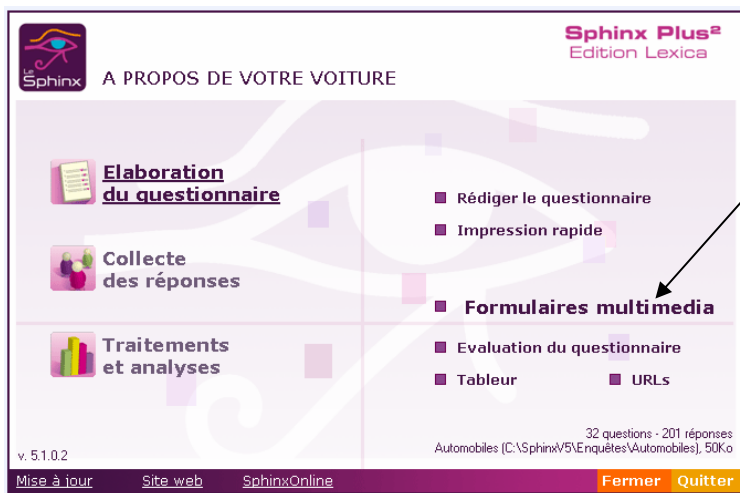 Le
Sphinx
A PROPOS DE VOTRE VOITURE
Sphinx Plus²
Edition Lexica
Elaboration
du questionnaire
Collecte
des réponses
Traitements
et analyses
Rédiger le questionnaire
Impression rapide
Formulaires multimedia
Evaluation du questionnaire
Tableur URLs
32 questions - 201 réponses
Automobiles (C:\SphinxV5\Enquêtes\Automobiles), 50Ko
v. 5.1.0.2
Mise à jour Site web SphinxOnline Fermer Quitter